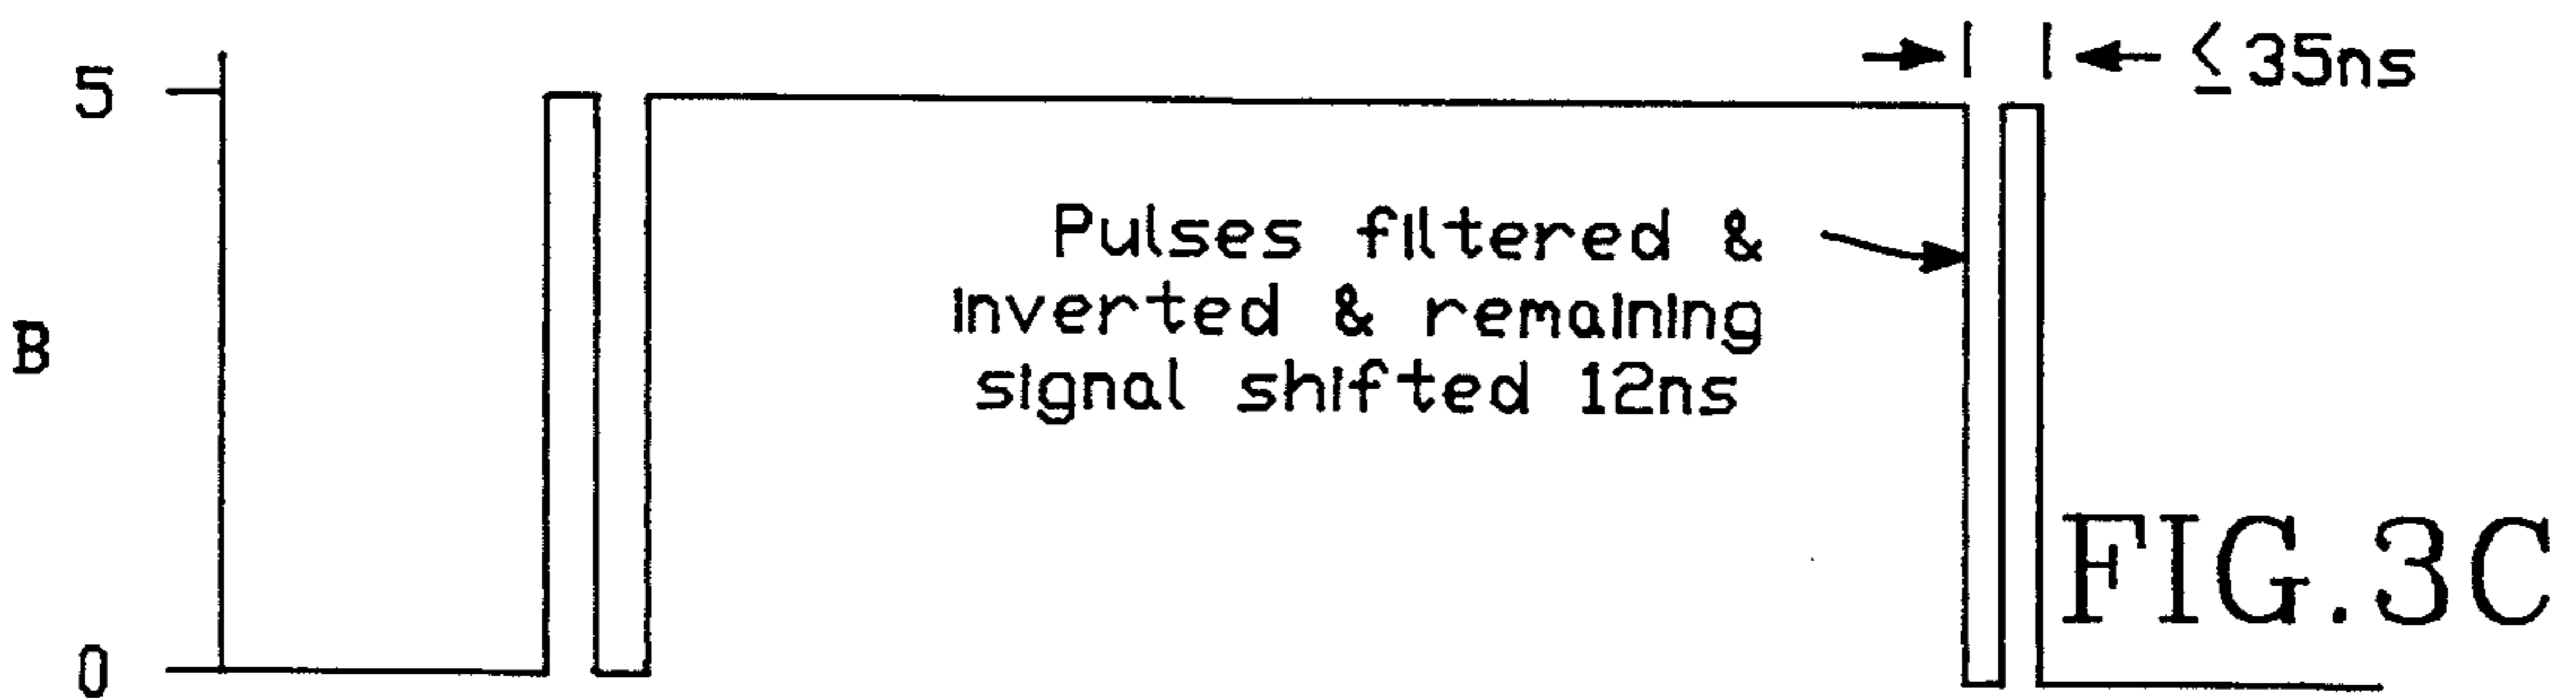 5
≤35ns
Pulses filtered &
inverted & remaining
signal shifted 12ns
B
FIG.3C
0